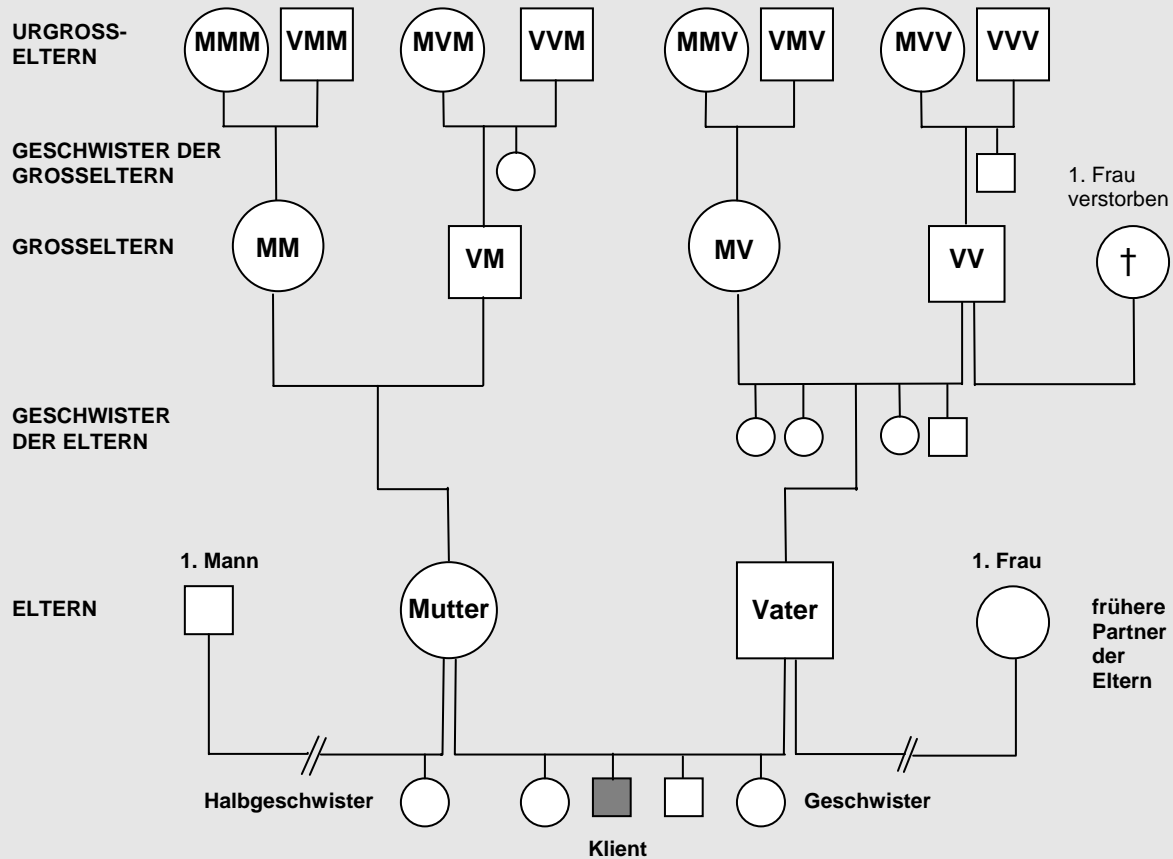 URGROSS-
ELTERN
MMM VMM MVM VVM MMV VMV MVV VVV
GESCHWISTER DER
GROSSELTERN
1. Frau
verstorben
GROSSELTERN
MM VM MV VV †
GESCHWISTER
DER ELTERN
1. Mann
1. Frau
ELTERN
Mutter
Vater
frühere
Partner
der
Eltern
Halbgeschwister
Geschwister
Klient